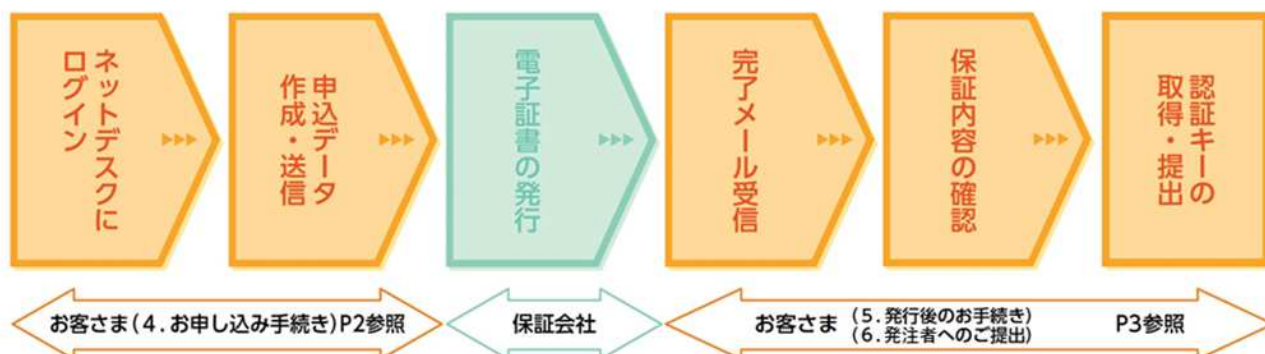 ネットデスクに
ログイン
申込データ
作成・送信
電子証書の発行
完了メール受信
保証内容の確認
認証キーの
取得・提出
お客さま(4.お申し込み手続き)P2参照
保証会社
お客さま(5.発行後のお手続き)
(6.発注者へのご提出)
P3参照